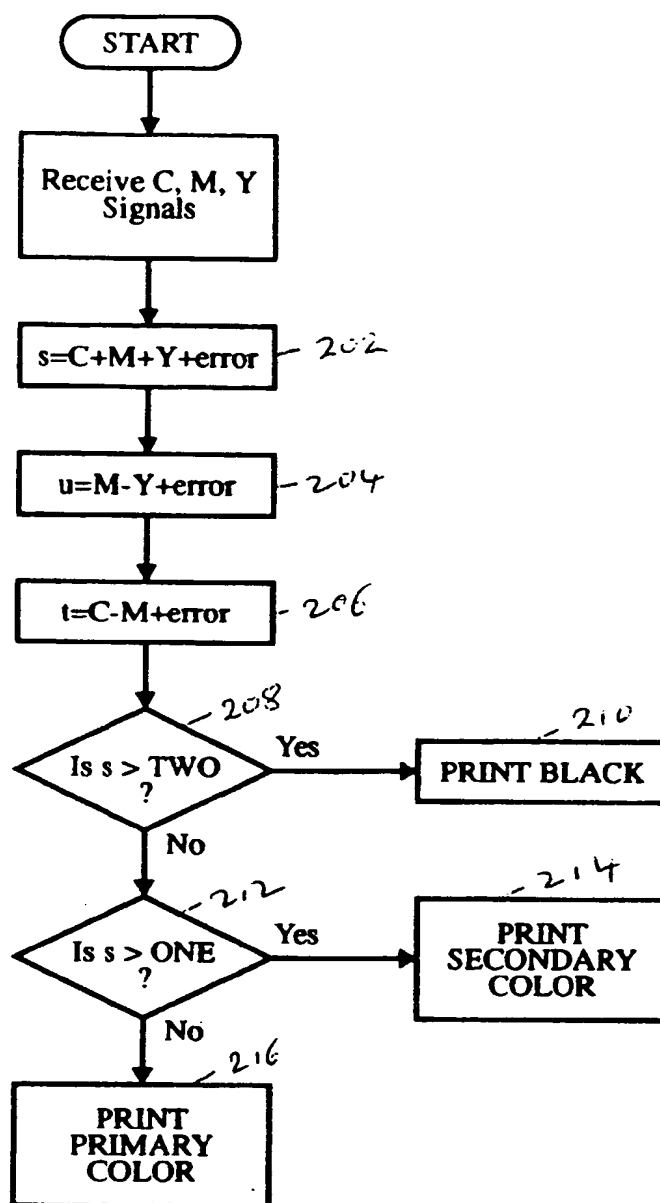 START
Receive C, M, Y
Signals
s=C+M+Y+error
202
u=M-Y+error
204
t=C-M+error
206
208
Is s > TWO
?
Yes
210
PRINT BLACK
No
212
Is s > ONE
?
Yes
214
PRINT
SECONDARY
COLOR
No
216
PRINT
PRIMARY
COLOR